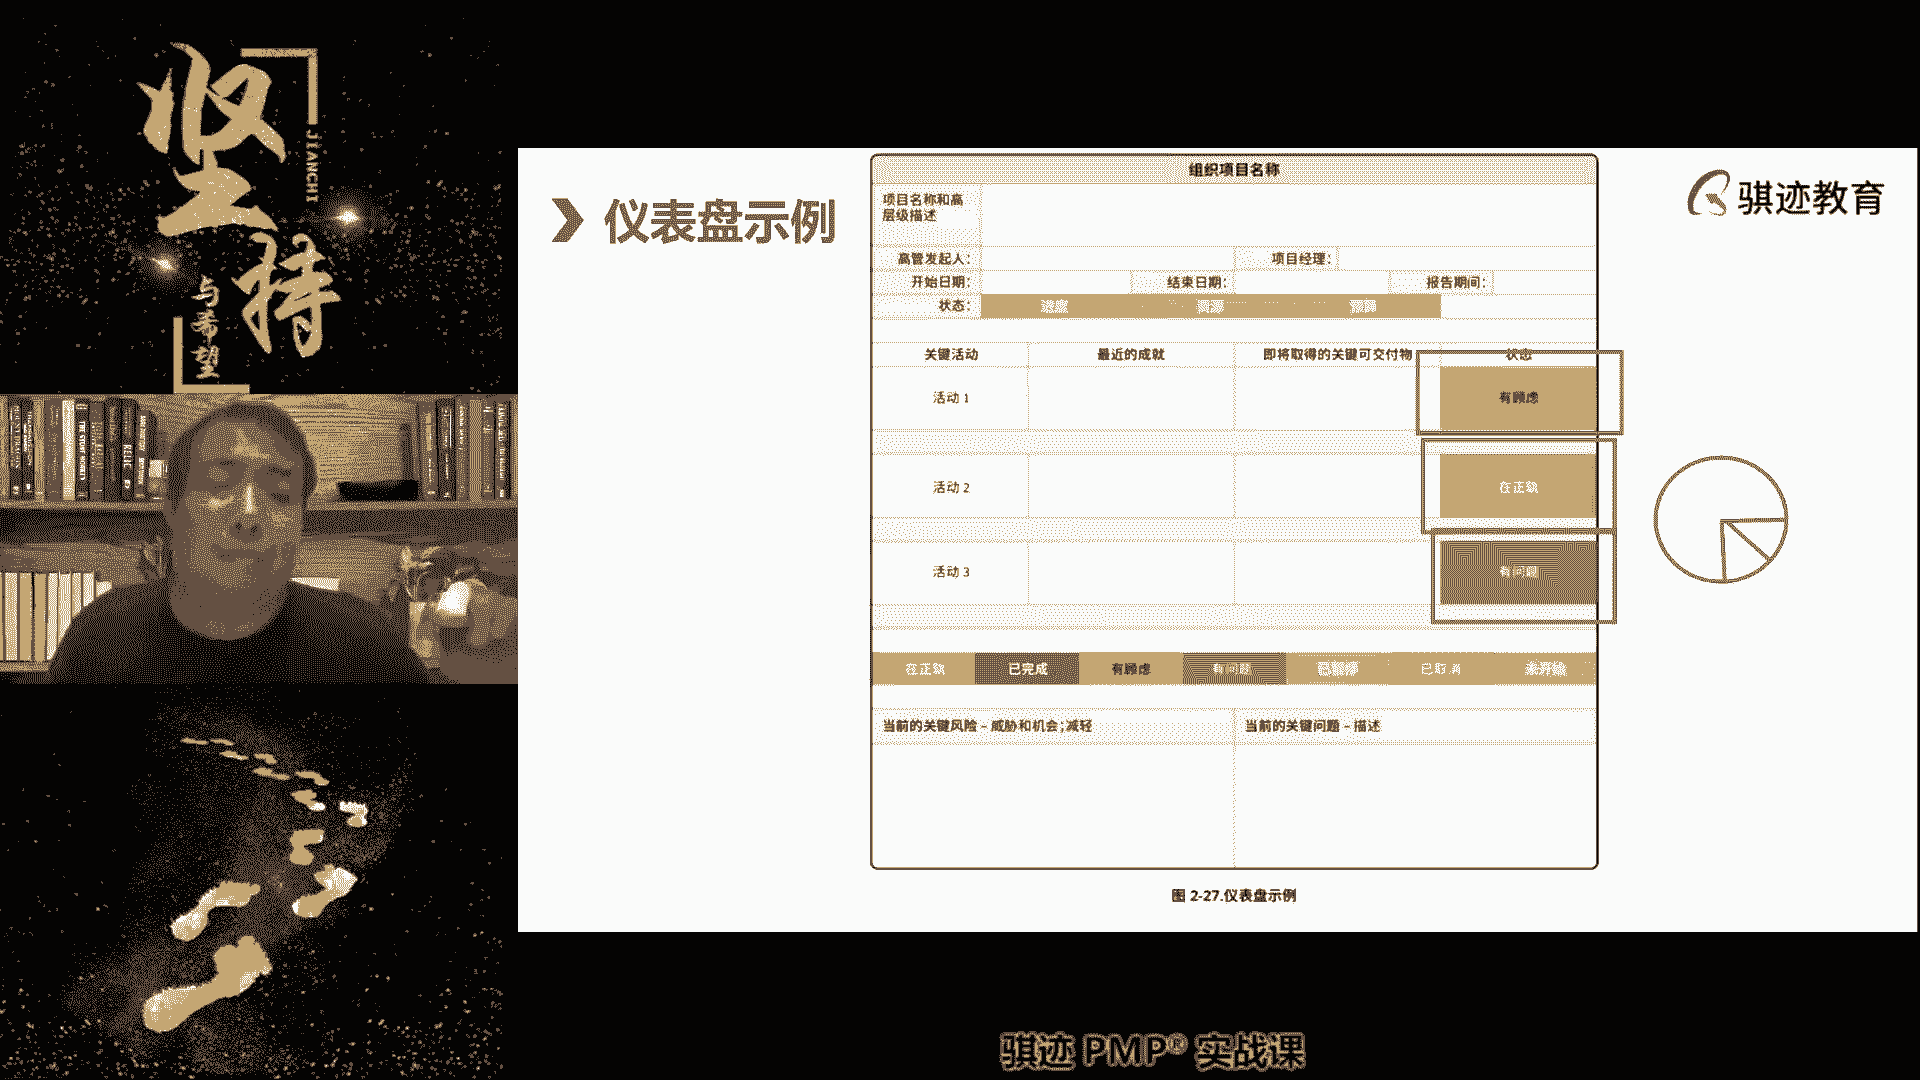 坚持
JIANCHI
与希望
仪表盘示例
骐迹教育
组织项目名称
项目名称和高
层级描述
高管发起人：
项目经理：
开始日期：
结束日期：
报告期间：
状态：
进度
资源
预算
关键活动
最近的成就
即将取得的关键可交付物
状态
活动 1
有顾虑
活动 2
在正轨
活动 3
有问题
在正轨
已完成
有顾虑
有问题
已暂停
已取消
未开始
当前的关键风险 – 威胁和机会;减轻
当前的关键问题 – 描述
图 2-27.仪表盘示例
骐迹 PMP® 实战课